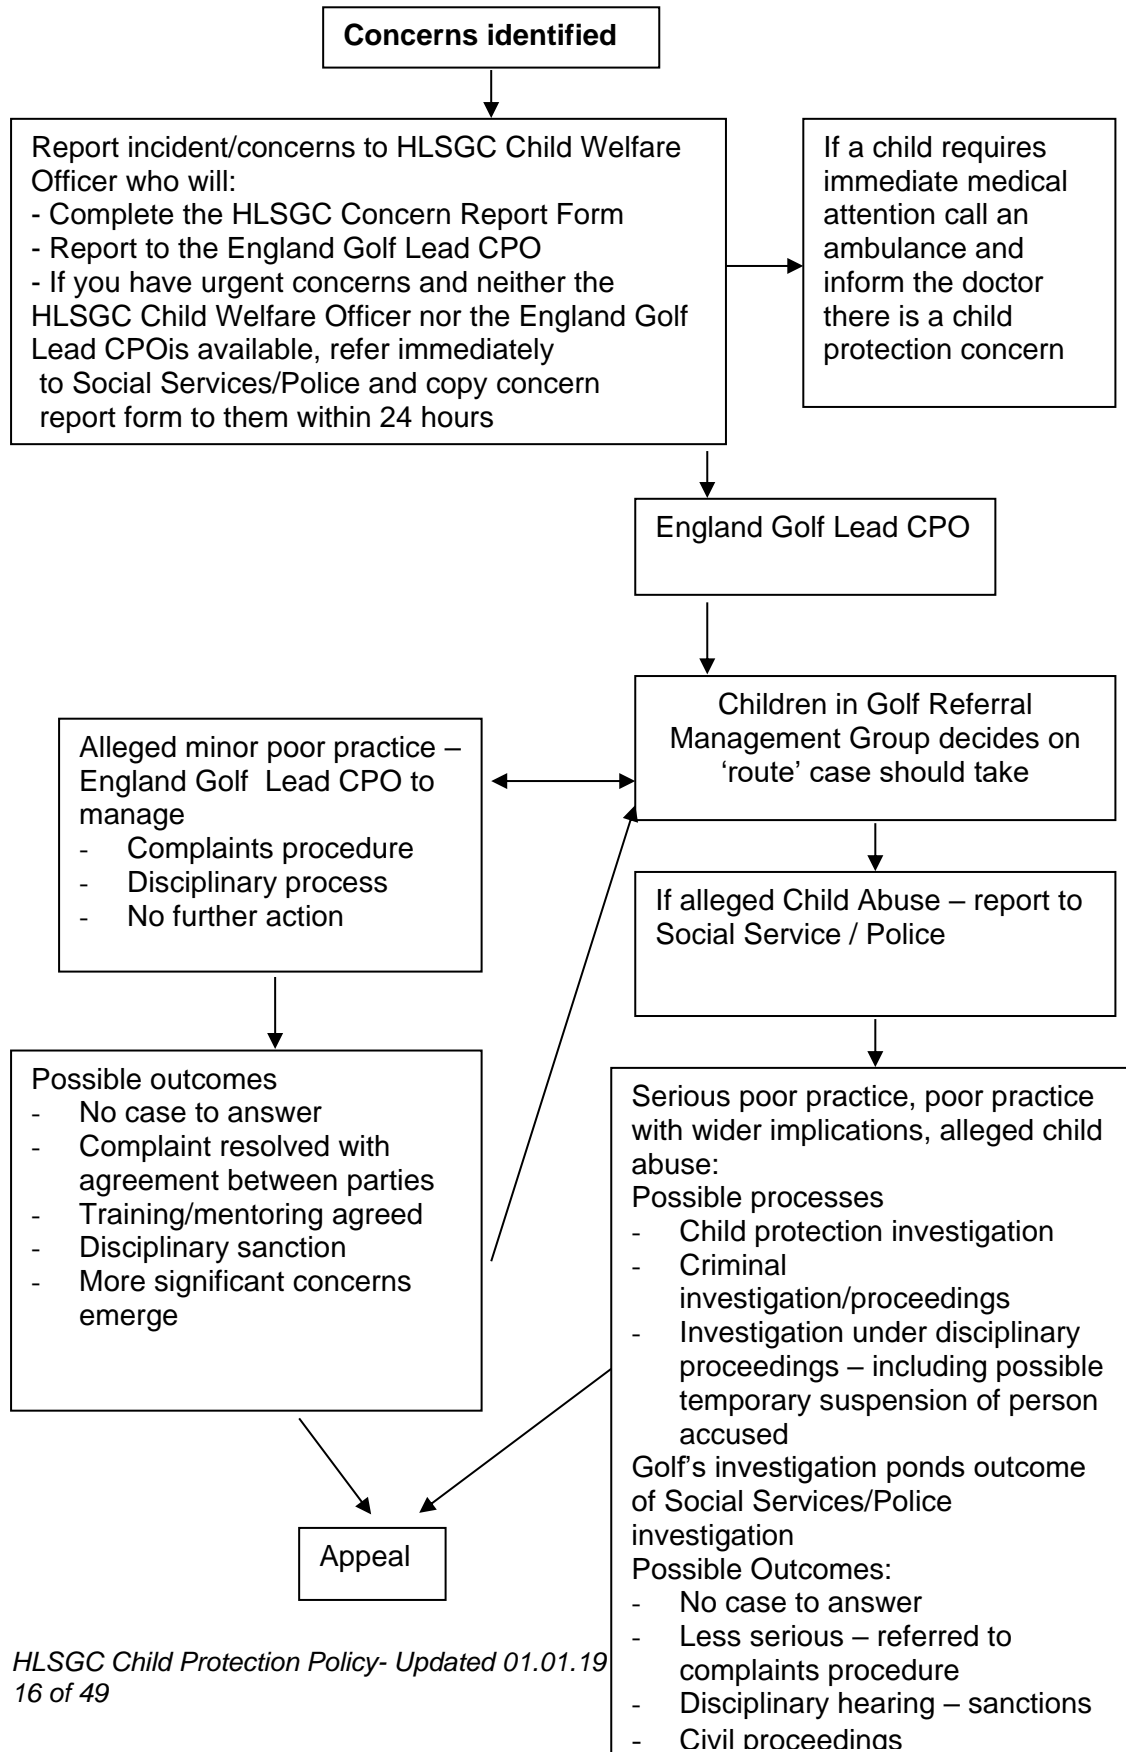 Concerns identified
Report incident/concerns to HLSGC Child Welfare
Officer who will:
- Complete the HLSGC Concern Report Form
- Report to the England Golf Lead CPO
- If you have urgent concerns and neither the
HLSGC Child Welfare Officer nor the England Golf
Lead CPOis available, refer immediately
to Social Services/Police and copy concern
report form to them within 24 hours
If a child requires
immediate medical
attention call an
ambulance and
inform the doctor
there is a child
protection concern
England Golf Lead CPO
Children in Golf Referral
Management Group decides on
‘route’ case should take
Alleged minor poor practice –
England Golf Lead CPO to
manage
- Complaints procedure
- Disciplinary process
- No further action
If alleged Child Abuse – report to
Social Service / Police
Possible outcomes
- No case to answer
- Complaint resolved with
agreement between parties
- Training/mentoring agreed
- Disciplinary sanction
- More significant concerns
emerge
Serious poor practice, poor practice
with wider implications, alleged child
abuse:
Possible processes
- Child protection investigation
- Criminal
investigation/proceedings
- Investigation under disciplinary
proceedings – including possible
temporary suspension of person
accused
Golf’s investigation ponds outcome
of Social Services/Police
investigation
Possible Outcomes:
- No case to answer
- Less serious – referred to
complaints procedure
- Disciplinary hearing – sanctions
- Civil proceedings
Appeal
HLSGC Child Protection Policy- Updated 01.01.19
16 of 49